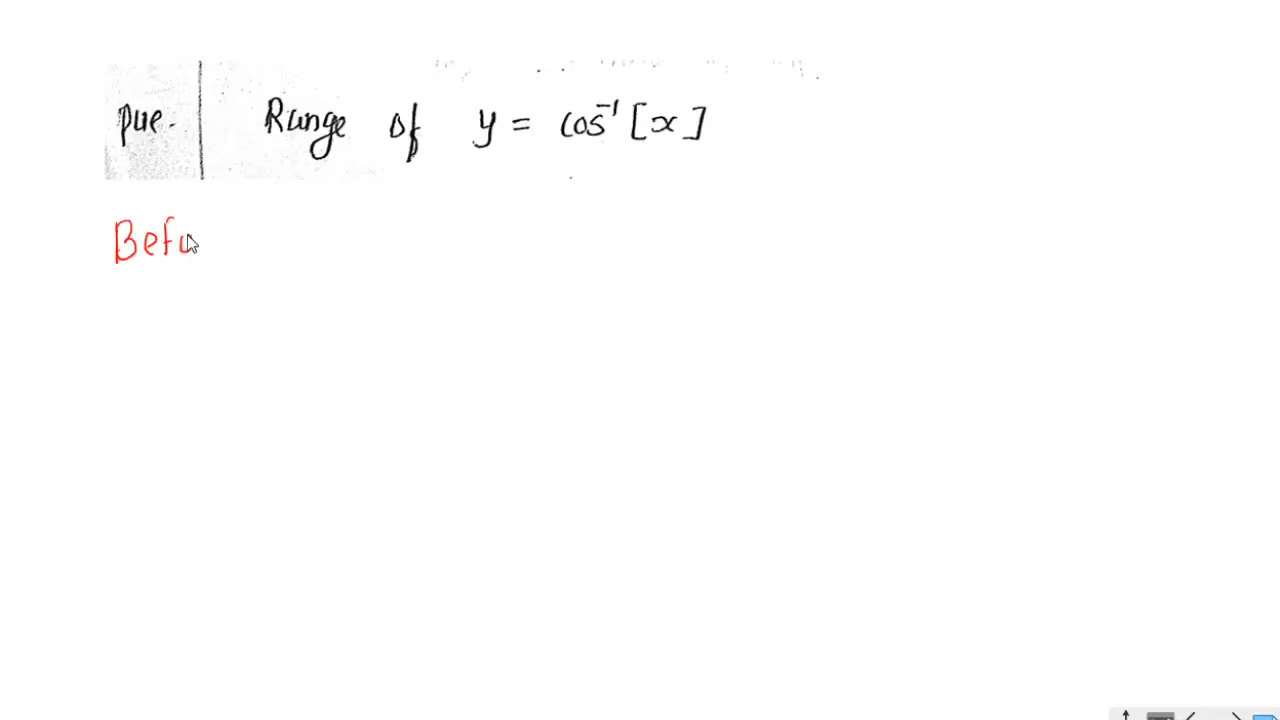 Que. Range of y = cos⁻¹ [x]
Befo